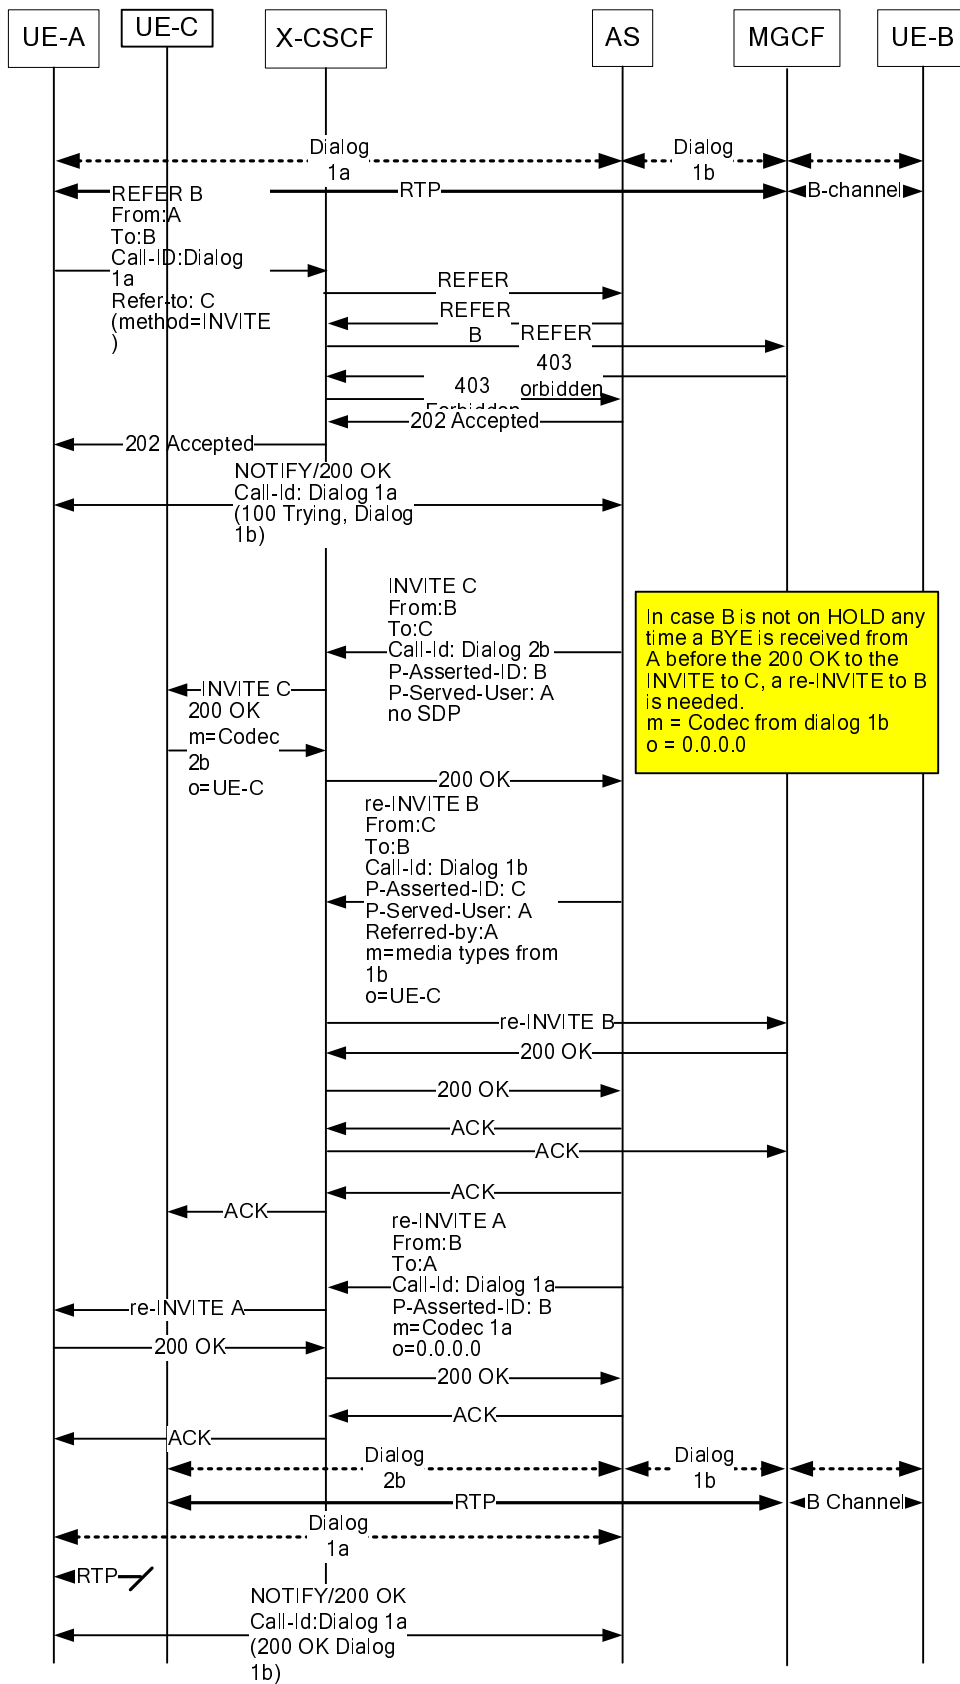 UE-A
UE-C
X-CSCF
AS
MGCF
UE-B
Dialog
1a
Dialog
1b
RTP
B-channel
REFER B
From:A
To:B
Call-ID:Dialog
1a
Refer-to: C
(method=INVITE
)
REFER
REFER
B
REFER
403
orbidden
403
Forbidden
202 Accepted
202 Accepted
NOTIFY/200 OK
Call-Id: Dialog 1a
(100 Trying, Dialog
1b)
INVITE C
From:B
To:C
Call-Id: Dialog 2b
P-Asserted-ID: B
P-Served-User: A
no SDP
In case B is not on HOLD any
time a BYE is received from
A before the 200 OK to the
INVITE to C, a re-INVITE to B
is needed.
m = Codec from dialog 1b
o = 0.0.0.0
INVITE C
200 OK
m=Codec
2b
o=UE-C
200 OK
re-INVITE B
From:C
To:B
Call-Id: Dialog 1b
P-Asserted-ID: C
P-Served-User: A
Referred-by:A
m=media types from
1b
o=UE-C
re-INVITE B
200 OK
200 OK
ACK
ACK
ACK
ACK
re-INVITE A
From:B
To:A
Call-Id: Dialog 1a
P-Asserted-ID: B
m=Codec 1a
o=0.0.0.0
re-INVITE A
200 OK
200 OK
ACK
ACK
Dialog
2b
Dialog
1b
RTP
B Channel
Dialog
1a
RTP
NOTIFY/200 OK
Call-Id:Dialog 1a
(200 OK Dialog
1b)